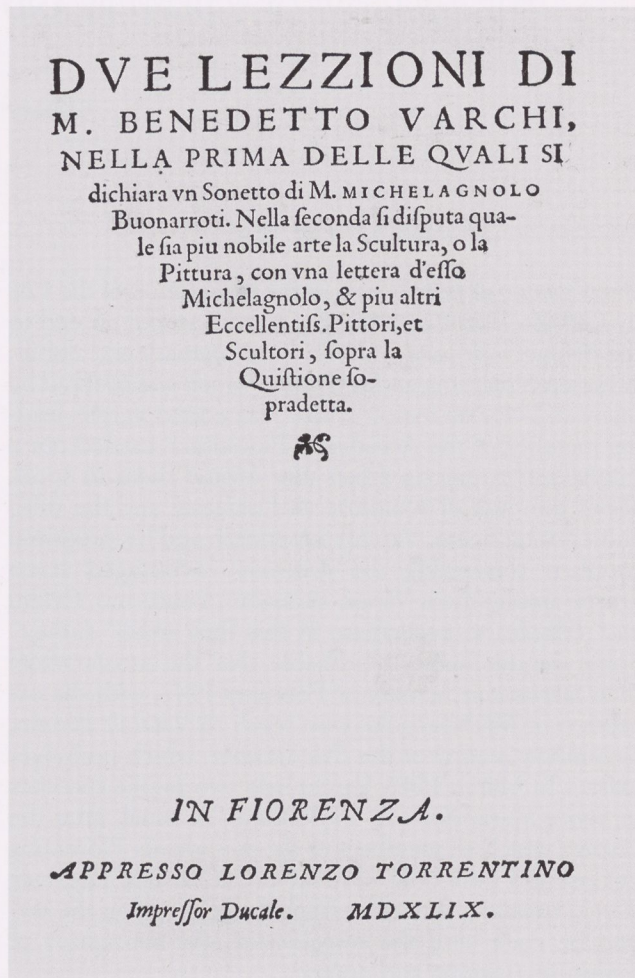 DVE LEZZIONI DI
M. BENEDETTO VARCHI,
NELLA PRIMA DELLE QVALI SI
dichiara vn Sonetto di M. MICHELAGNOLO
Buonarroti. Nella ſeconda ſi diſputa qua-
le ſia piu nobile arte la Scultura, o la
Pittura, con vna lettera d'eſſo
Michelagnolo, & piu altri
Eccellentiſs. Pittori, et
Scultori, ſopra la
Quiſtione ſo-
pradetta.
IN FIORENZA.
APPRESSO LORENZO TORRENTINO
Impreſſor Ducale. MDXLIX.